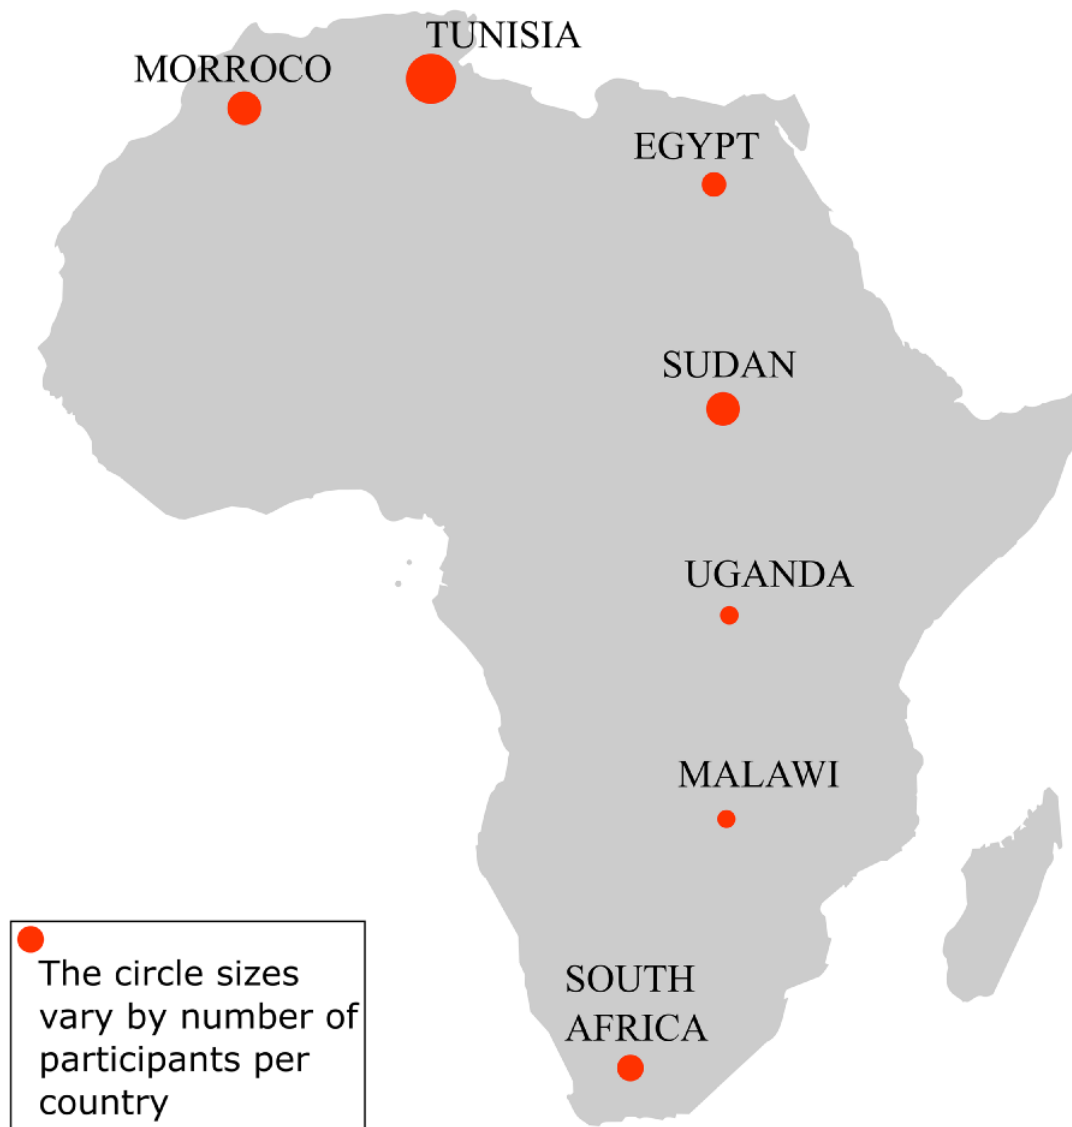 TUNISIA
MORROCO
EGYPT
SUDAN
UGANDA
MALAWI
SOUTH
AFRICA
The circle sizes
vary by number of
participants per
country